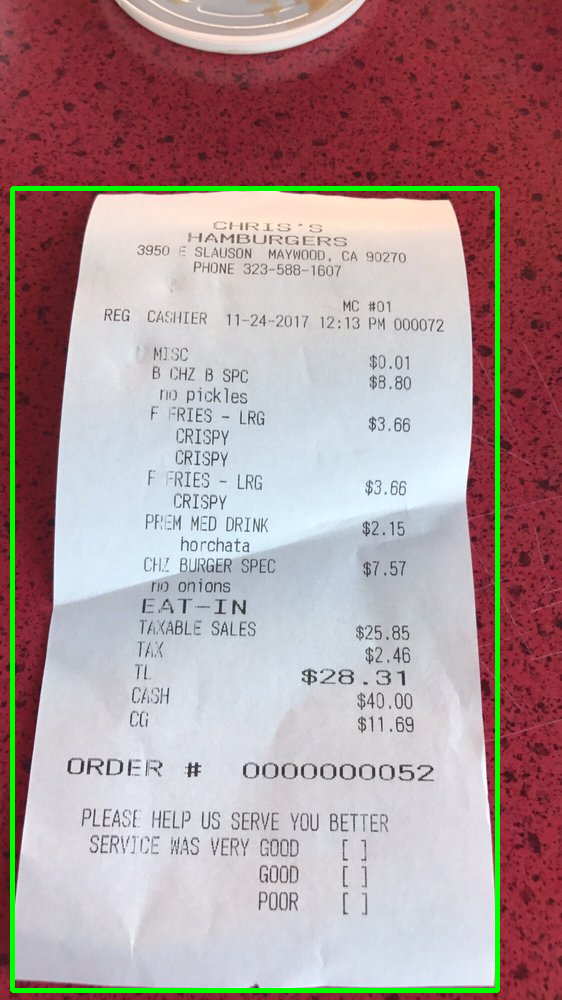 CHRIS'S
HAMBURGERS
3950 E SLAUSON MAYWOOD, CA 90270
PHONE 323-588-1607
MC #01
REG CASHIER 11-24-2017 12:13 PM 000072
MISC $0.01
B CHZ B SPC $8.80
no pickles
F FRIES - LRG $3.66
CRISPY
CRISPY
F FRIES - LRG $3.66
CRISPY
PREM MED DRINK $2.15
horchata
CHZ BURGER SPEC $7.57
no onions
EAT-IN
TAXABLE SALES $25.85
TAX $2.46
TL $28.31
CASH $40.00
CG $11.69
ORDER # 0000000052
PLEASE HELP US SERVE YOU BETTER
SERVICE WAS VERY GOOD [ ]
GOOD [ ]
POOR [ ]